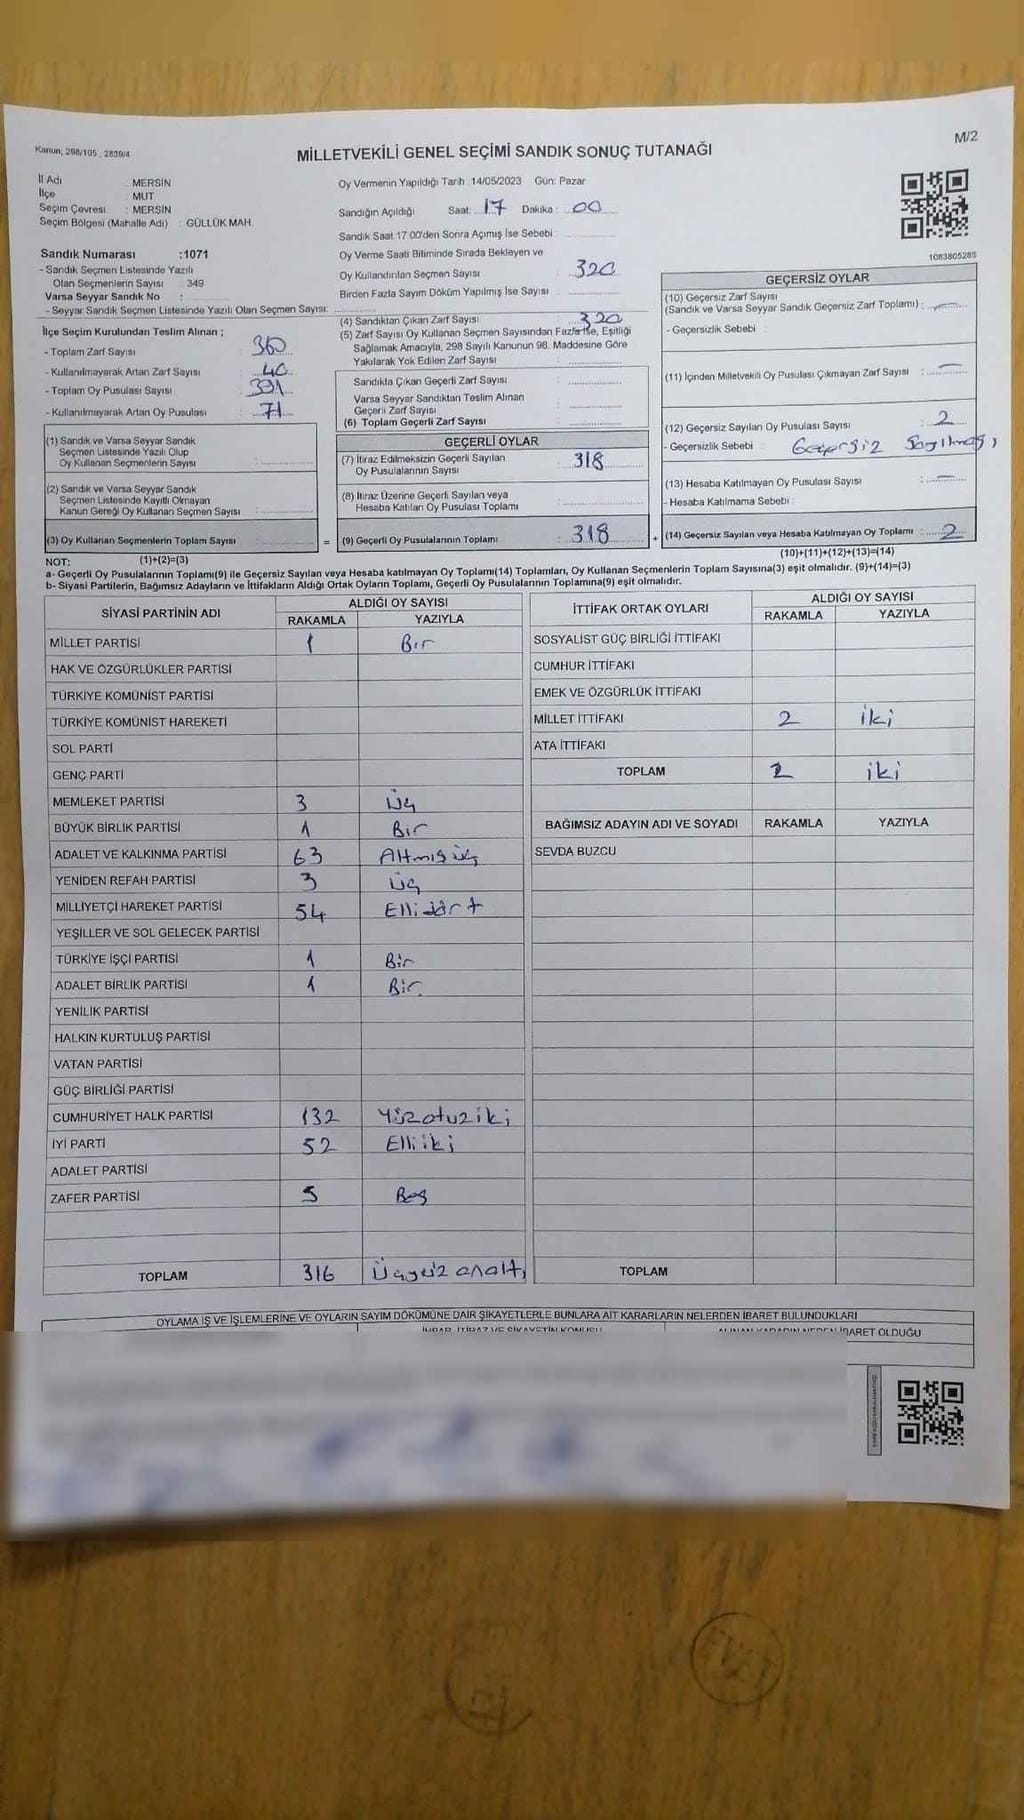 M/2
Kanun; 298/105 , 2839/4
MİLLETVEKİLİ GENEL SEÇİMİ SANDIK SONUÇ TUTANAĞI
İl Adı : MERSİN
İlçe : MUT
Seçim Çevresi : MERSİN
Seçim Bölgesi (Mahalle Adı) : GÜLLÜK MAH.
Sandık Numarası :1071
- Sandık Seçmen Listesinde Yazılı
Olan Seçmenlerin Sayısı : 349
Varsa Seyyar Sandık No :
- Seyyar Sandık Seçmen Listesinde Yazılı Olan Seçmen Sayısı:
Oy Vermenin Yapıldığı Tarih :14/05/2023 Gün: Pazar
Sandığın Açıldığı Saat: 17 Dakika : 00
Sandık Saat 17:00'den Sonra Açımış İse Sebebi :
Oy Verme Saati Bitiminde Sırada Bekleyen ve
Oy Kullandırılan Seçmen Sayısı : 320
Birden Fazla Sayım Döküm Yapılmış İse Sayısı :
1083805285
İlçe Seçim Kurulundan Teslim Alınan ;
- Toplam Zarf Sayısı : 360
- Kullanılmayarak Artan Zarf Sayısı : 40
- Toplam Oy Pusulası Sayısı : 391
- Kullanılmayarak Artan Oy Pusulası : 71
(4) Sandıktan Çıkan Zarf Sayısı : 320
(5) Zarf Sayısı Oy Kullanan Seçmen Sayısından Fazla İse, Eşitliği
Sağlamak Amacıyla, 298 Sayılı Kanunun 98. Maddesine Göre
Yakılarak Yok Edilen Zarf Sayısı :
Sandıkta Çıkan Geçerli Zarf Sayısı :
Varsa Seyyar Sandıktan Teslim Alınan
Geçerli Zarf Sayısı :
(6) Toplam Geçerli Zarf Sayısı :
GEÇERSİZ OYLAR
(10) Geçersiz Zarf Sayısı
(Sandık ve Varsa Seyyar Sandık Geçersiz Zarf Toplamı) : —
- Geçersizlik Sebebi :
(11) İçinden Milletvekili Oy Pusulası Çıkmayan Zarf Sayısı : —
(12) Geçersiz Sayılan Oy Pusulası Sayısı : 2
- Geçersizlik Sebebi : Geçersiz Sayılması
(13) Hesaba Katılmayan Oy Pusulası Sayısı : —
- Hesaba Katılmama Sebebi :
(14) Geçersiz Sayılan veya Hesaba Katılmayan Oy Toplamı : 2
(10)+(11)+(12)+(13)=(14)
(1) Sandık ve Varsa Seyyar Sandık
Seçmen Listesinde Yazılı Olup
Oy Kullanan Seçmenlerin Sayısı :
(2) Sandık ve Varsa Seyyar Sandık
Seçmen Listesinde Kayıtlı Olmayan
Kanun Gereği Oy Kullanan Seçmen Sayısı :
(3) Oy Kullanan Seçmenlerin Toplam Sayısı : =
(1)+(2)=(3)
GEÇERLİ OYLAR
(7) İtiraz Edilmeksizin Geçerli Sayılan
Oy Pusulalarının Sayısı : 318
(8) İtiraz Üzerine Geçerli Sayılan veya
Hesaba Katılan Oy Pusulası Toplamı :
(9) Geçerli Oy Pusulalarının Toplamı : 318 +
NOT:
a- Geçerli Oy Pusulalarının Toplamı(9) ile Geçersiz Sayılan veya Hesaba Katılmayan Oy Toplamı(14) Toplamları, Oy Kullanan Seçmenlerin Toplam Sayısına(3) eşit olmalıdır. (9)+(14)=(3)
b- Siyasi Partilerin, Bağımsız Adayların ve İttifakların Aldığı Ortak Oyların Toplamı, Geçerli Oy Pusulalarının Toplamına(9) eşit olmalıdır.
SİYASİ PARTİNİN ADI ALDIĞI OY SAYISI
RAKAMLA YAZIYLA
MİLLET PARTİSİ 1 Bir
HAK VE ÖZGÜRLÜKLER PARTİSİ
TÜRKİYE KOMÜNİST PARTİSİ
TÜRKİYE KOMÜNİST HAREKETİ
SOL PARTİ
GENÇ PARTİ
MEMLEKET PARTİSİ 3 Üç
BÜYÜK BİRLİK PARTİSİ 1 Bir
ADALET VE KALKINMA PARTİSİ 63 Altmış üç
YENİDEN REFAH PARTİSİ 3 Üç
MİLLİYETÇİ HAREKET PARTİSİ 54 Ellidört
YEŞİLLER VE SOL GELECEK PARTİSİ
TÜRKİYE İŞÇİ PARTİSİ 1 Bir
ADALET BİRLİK PARTİSİ 1 Bir
YENİLİK PARTİSİ
HALKIN KURTULUŞ PARTİSİ
VATAN PARTİSİ
GÜÇ BİRLİĞİ PARTİSİ
CUMHURİYET HALK PARTİSİ 132 Yüzotuziki
İYİ PARTİ 52 Elliiki
ADALET PARTİSİ
ZAFER PARTİSİ 5 Beş
TOPLAM 316 Üçyüz onaltı
İTTİFAK ORTAK OYLARI ALDIĞI OY SAYISI
RAKAMLA YAZIYLA
SOSYALİST GÜÇ BİRLİĞİ İTTİFAKI
CUMHUR İTTİFAKI
EMEK VE ÖZGÜRLÜK İTTİFAKI
MİLLET İTTİFAKI 2 iki
ATA İTTİFAKI
TOPLAM 2 iki
BAĞIMSIZ ADAYIN ADI VE SOYADI RAKAMLA YAZIYLA
SEVDA BUZCU
TOPLAM
OYLAMA İŞ VE İŞLEMLERİNE VE OYLARIN SAYIM DÖKÜMÜNE DAİR ŞİKAYETLERLE BUNLARA AİT KARARLARIN NELERDEN İBARET BULUNDUKLARI
İHBAR, İTİRAZ VE ŞİKAYETİN KONUSU ALINAN KARARIN NEDEN İBARET OLDUĞU